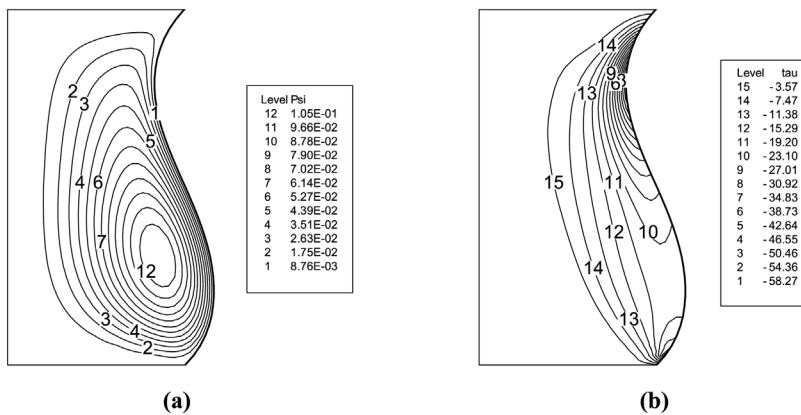 2
3
1
5
4
6
7
12
3
4
2
Level Psi
12 1.05E-01
11 9.66E-02
10 8.78E-02
9 7.90E-02
8 7.02E-02
7 6.14E-02
6 5.27E-02
5 4.39E-02
4 3.51E-02
3 2.63E-02
2 1.75E-02
1 8.76E-03
(a)
14
9
6
13
15
11
12
10
14
13
Level tau
15 -3.57
14 -7.47
13 -11.38
12 -15.29
11 -19.20
10 -23.10
9 -27.01
8 -30.92
7 -34.83
6 -38.73
5 -42.64
4 -46.55
3 -50.46
2 -54.36
1 -58.27
(b)